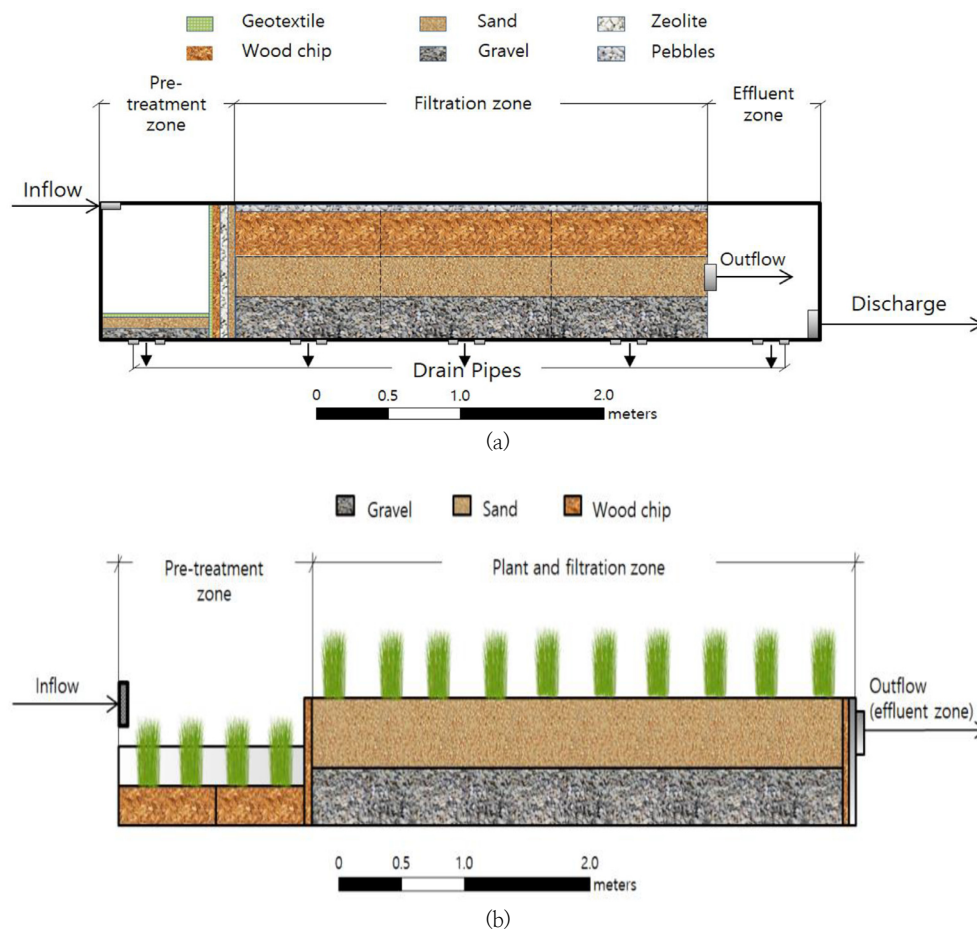 Geotextile Sand Zeolite
Wood chip Gravel Pebbles
Pre-
treatment
zone
Filtration zone
Effluent
zone
Inflow
Outflow
Discharge
Drain Pipes
0 0.5 1.0 2.0
meters
(a)
Gravel Sand Wood chip
Pre-treatment
zone
Plant and filtration zone
Inflow
Outflow
(effluent zone)
0 0.5 1.0 2.0
meters
(b)